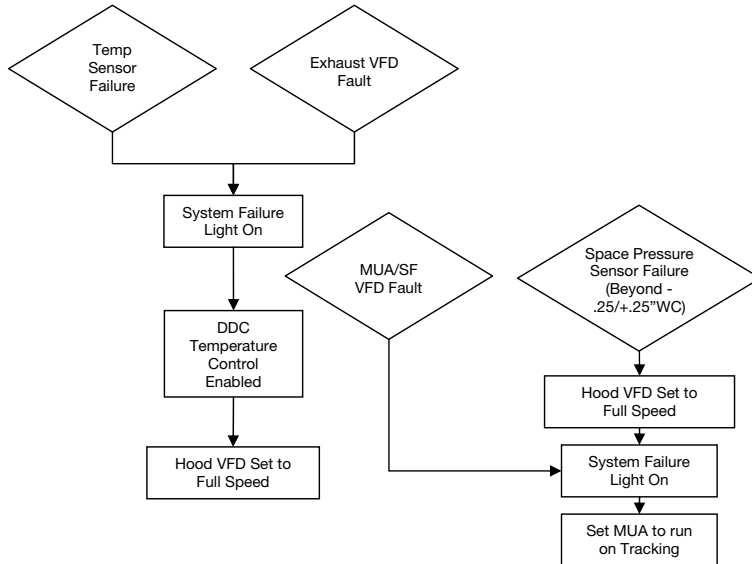 Temp
Sensor
Failure
Exhaust VFD
Fault
System Failure
Light On
MUA/SF
VFD Fault
Space Pressure
Sensor Failure
(Beyond -
.25/+.25”WC)
DDC
Temperature
Control
Enabled
Hood VFD Set to
Full Speed
Hood VFD Set to
Full Speed
System Failure
Light On
Set MUA to run
on Tracking